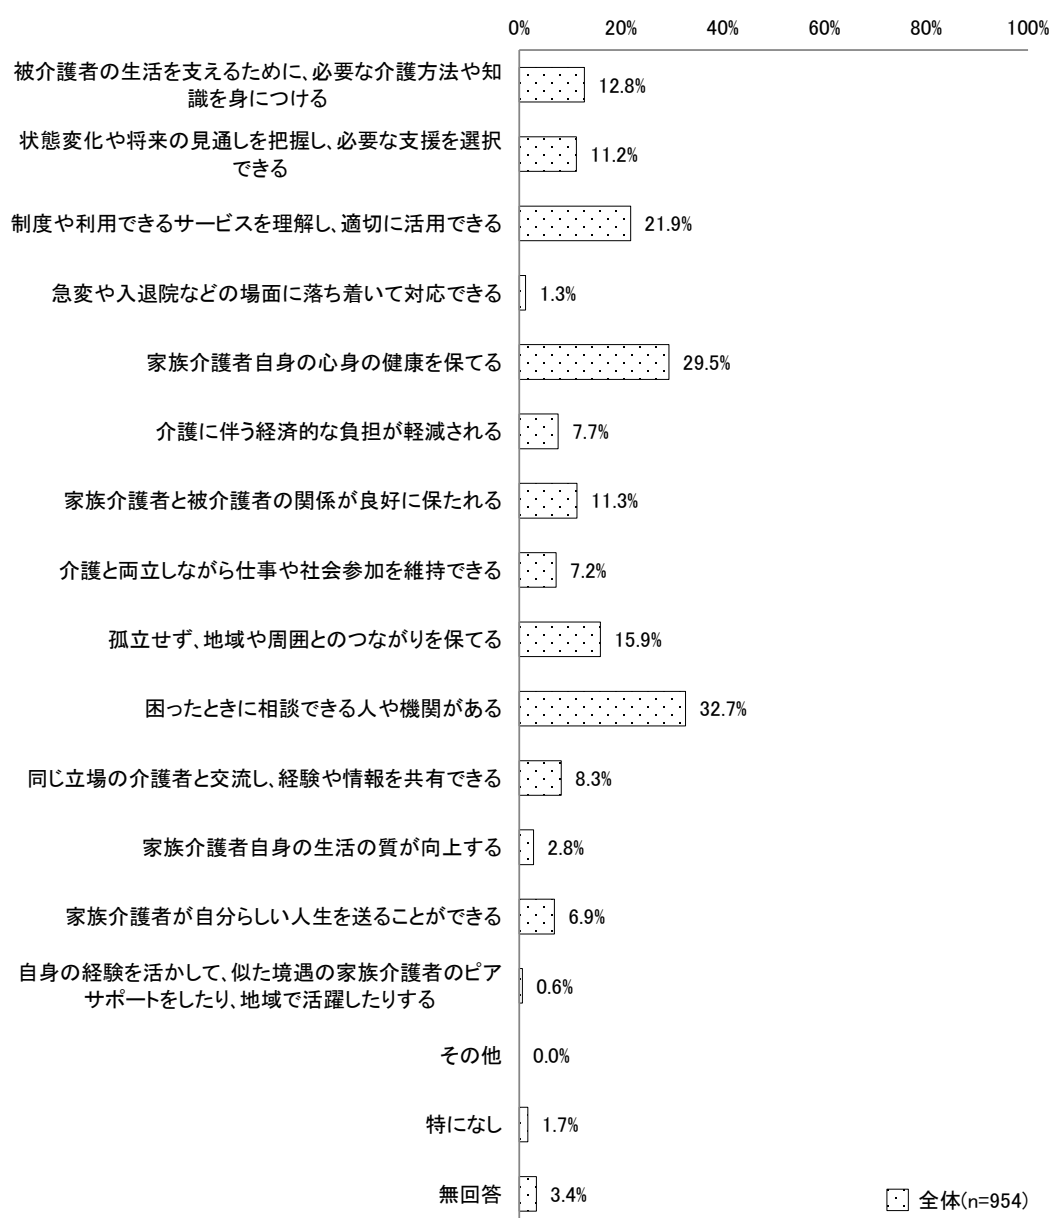 0% 20% 40% 60% 80% 100%
被介護者の生活を支えるために、必要な介護方法や知
識を身につける
12.8%
状態変化や将来の見通しを把握し、必要な支援を選択
できる
11.2%
制度や利用できるサービスを理解し、適切に活用できる
21.9%
急変や入退院などの場面に落ち着いて対応できる
1.3%
家族介護者自身の心身の健康を保てる
29.5%
介護に伴う経済的な負担が軽減される
7.7%
家族介護者と被介護者の関係が良好に保たれる
11.3%
介護と両立しながら仕事や社会参加を維持できる
7.2%
孤立せず、地域や周囲とのつながりを保てる
15.9%
困ったときに相談できる人や機関がある
32.7%
同じ立場の介護者と交流し、経験や情報を共有できる
8.3%
家族介護者自身の生活の質が向上する
2.8%
家族介護者が自分らしい人生を送ることができる
6.9%
自身の経験を活かして、似た境遇の家族介護者のピア
サポートをしたり、地域で活躍したりする
0.6%
その他
0.0%
特になし
1.7%
無回答
3.4%
全体(n=954)